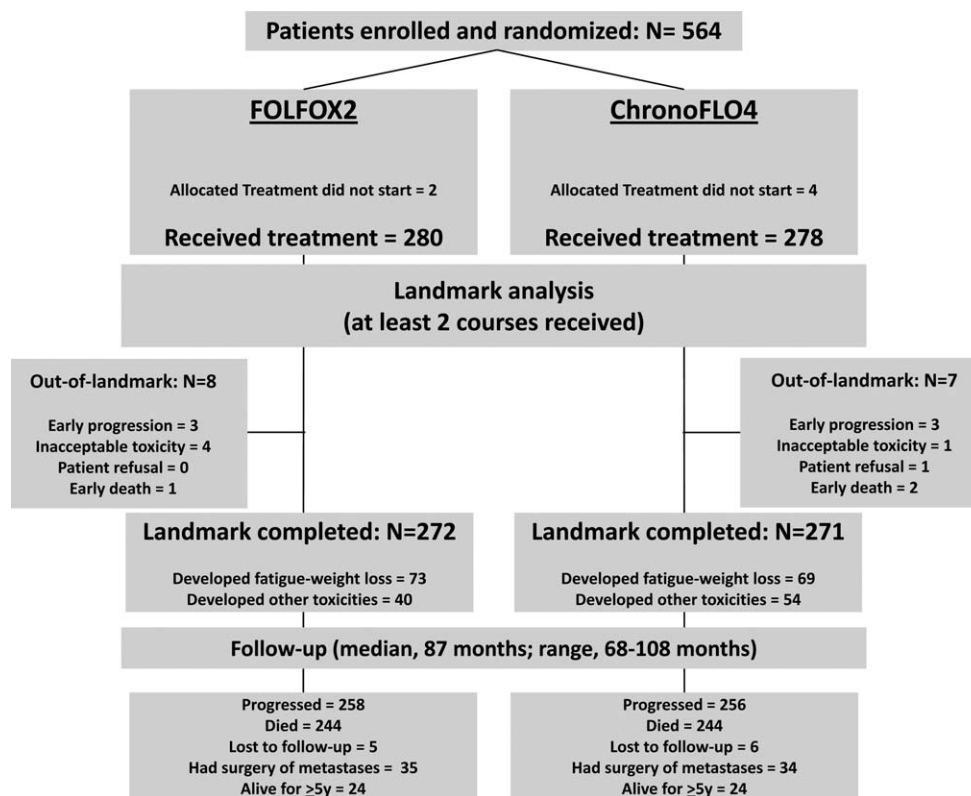 Patients enrolled and randomized: N= 564
FOLFOX2
Allocated Treatment did not start = 2
Received treatment = 280
ChronoFLO4
Allocated Treatment did not start = 4
Received treatment = 278
Landmark analysis
(at least 2 courses received)
Out-of-landmark: N=8
Early progression = 3
Inacceptable toxicity = 4
Patient refusal = 0
Early death = 1
Out-of-landmark: N=7
Early progression = 3
Inacceptable toxicity = 1
Patient refusal = 1
Early death = 2
Landmark completed: N=272
Developed fatigue-weight loss = 73
Developed other toxicities = 40
Landmark completed: N=271
Developed fatigue-weight loss = 69
Developed other toxicities = 54
Follow-up (median, 87 months; range, 68-108 months)
Progressed = 258
Died = 244
Lost to follow-up = 5
Had surgery of metastases = 35
Alive for ≥5y = 24
Progressed = 256
Died = 244
Lost to follow-up = 6
Had surgery of metastases = 34
Alive for ≥5y = 24